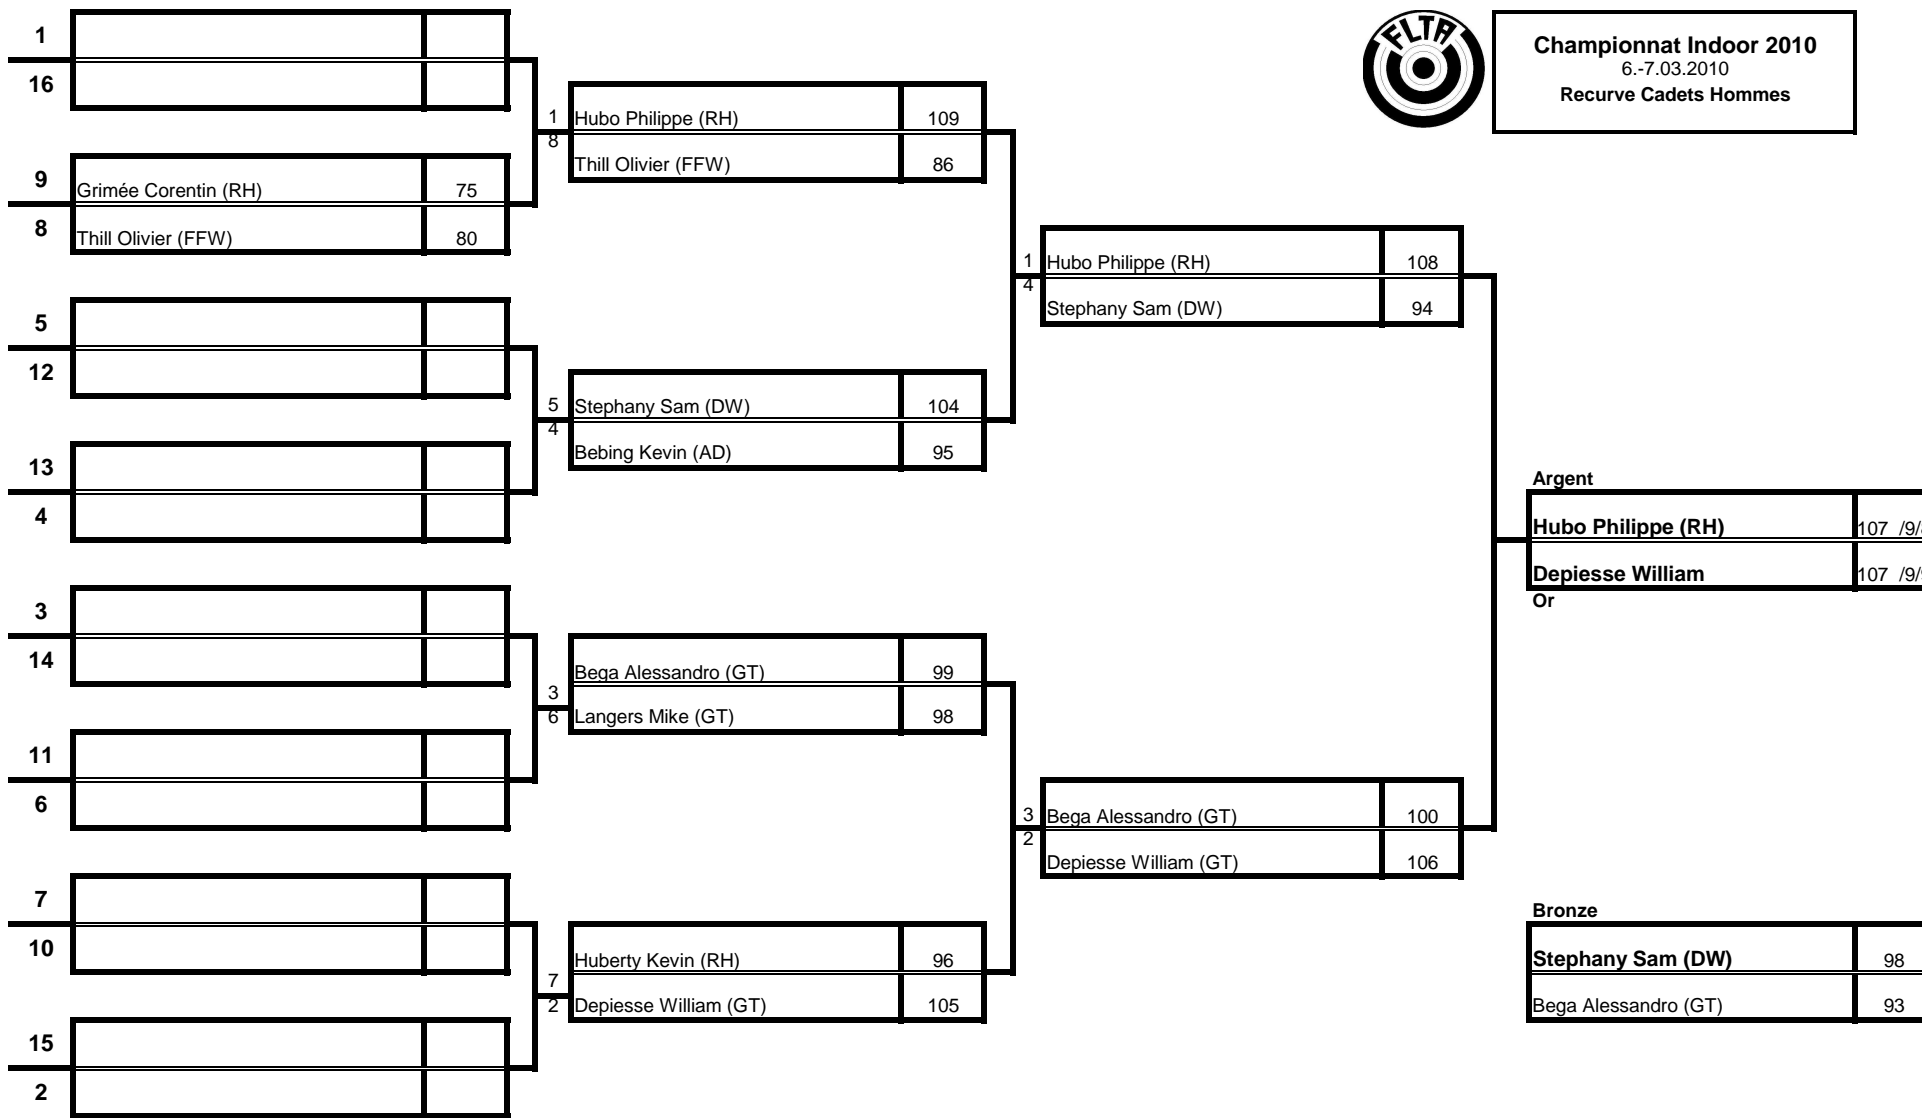 FLTA
Championnat Indoor 2010
6.-7.03.2010
Recurve Cadets Hommes
1
16
9 Grimée Corentin (RH) 75
8 Thill Olivier (FFW) 80
5
12
13
4
3
14
11
6
7
10
15
2
1 Hubo Philippe (RH) 109
8 Thill Olivier (FFW) 86
5 Stephany Sam (DW) 104
4 Bebing Kevin (AD) 95
3 Bega Alessandro (GT) 99
6 Langers Mike (GT) 98
7 Huberty Kevin (RH) 96
2 Depiesse William (GT) 105
1 Hubo Philippe (RH) 108
4 Stephany Sam (DW) 94
3 Bega Alessandro (GT) 100
2 Depiesse William (GT) 106
Argent
Hubo Philippe (RH) 107 /9/
Depiesse William 107 /9/
Or
Bronze
Stephany Sam (DW) 98
Bega Alessandro (GT) 93